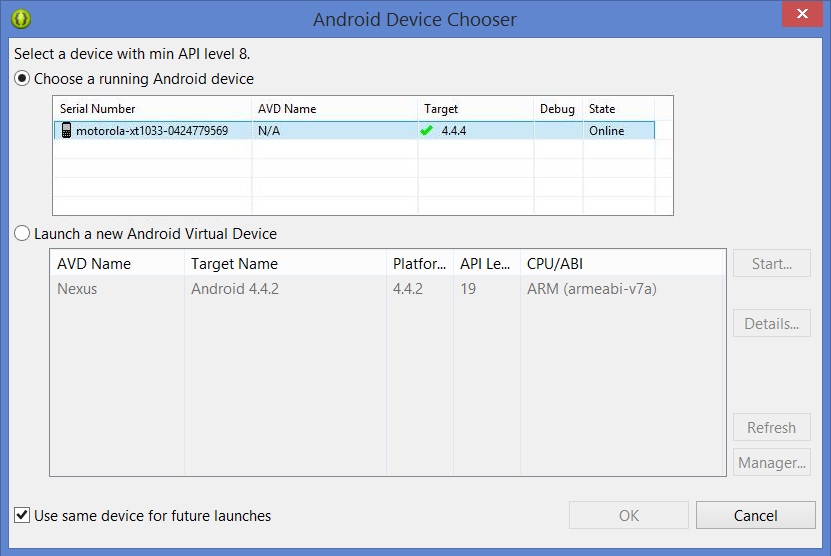 Android Device Chooser
x
Select a device with min API level 8.
Choose a running Android device
Serial Number AVD Name Target Debug State
motorola-xt1033-0424779569 N/A 4.4.4 Online
Launch a new Android Virtual Device
AVD Name Target Name Platfor... API Le... CPU/ABI
Nexus Android 4.4.2 4.4.2 19 ARM (armeabi-v7a)
Start...
Details...
Refresh
Manager...
Use same device for future launches
OK Cancel